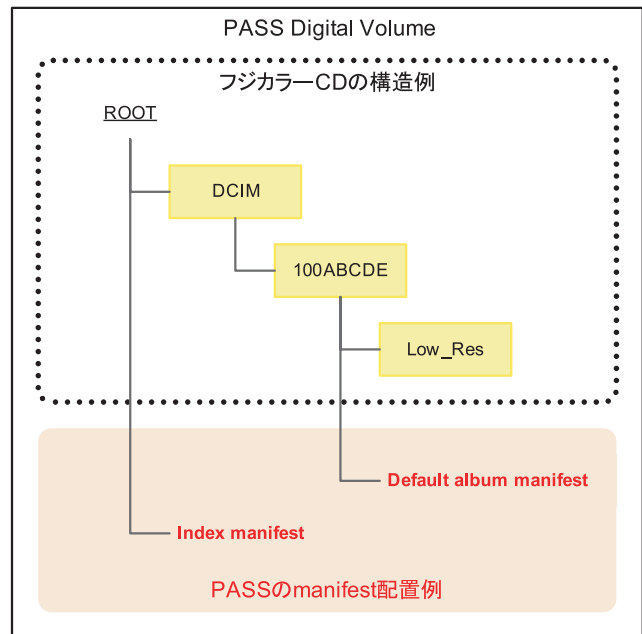 PASS Digital Volume
フジカラーCDの構造例
ROOT
DCIM
100ABCDE
Low_Res
Default album manifest
Index manifest
PASSのmanifest配置例